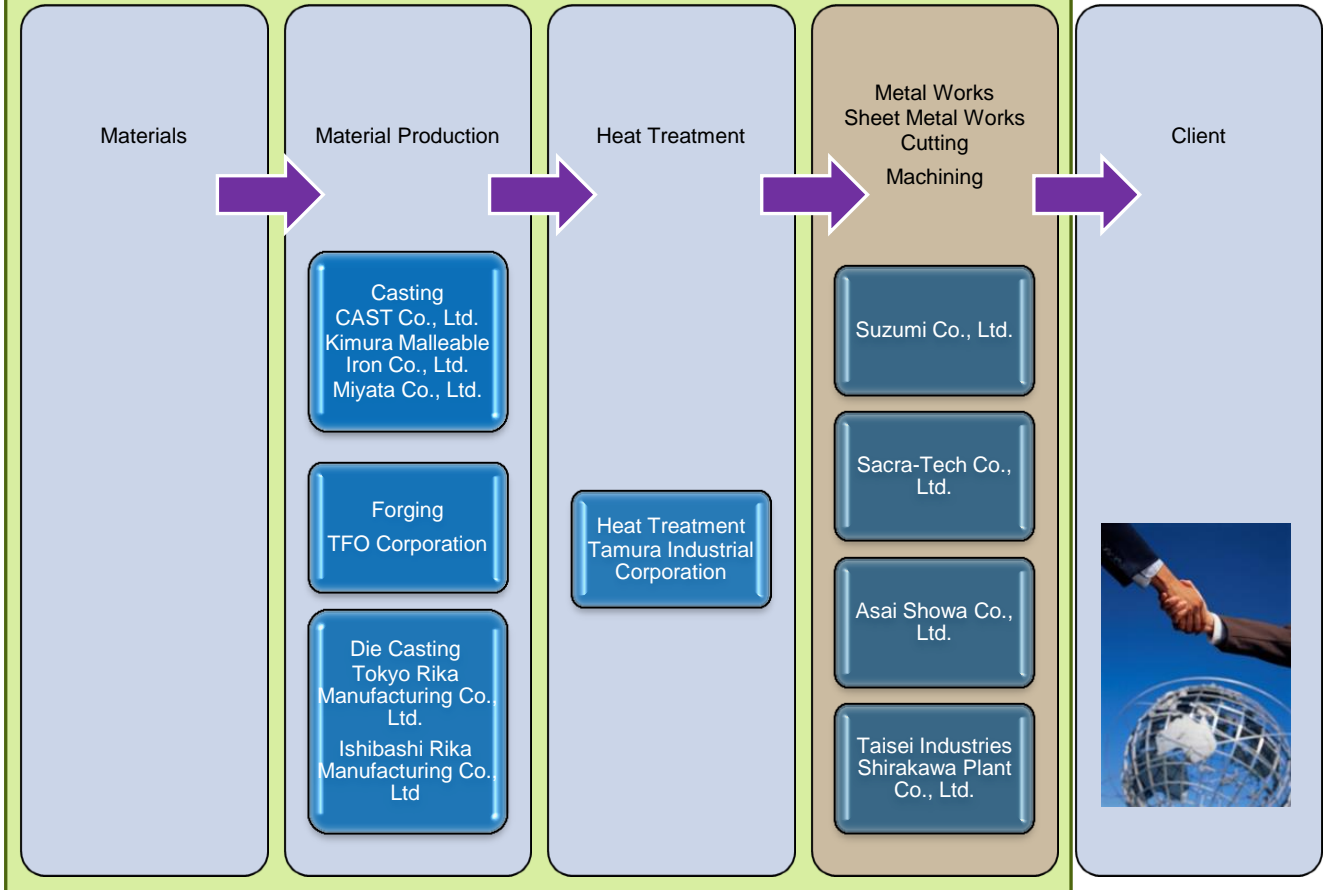 Materials
Material Production
Heat Treatment
Metal Works
Sheet Metal Works
Cutting
Machining
Client
Casting
CAST Co., Ltd.
Kimura Malleable
Iron Co., Ltd.
Miyata Co., Ltd.
Forging
TFO Corporation
Die Casting
Tokyo Rika
Manufacturing Co.,
Ltd.
Ishibashi Rika
Manufacturing Co.,
Ltd
Heat Treatment
Tamura Industrial
Corporation
Suzumi Co., Ltd.
Sacra-Tech Co.,
Ltd.
Asai Showa Co.,
Ltd.
Taisei Industries
Shirakawa Plant
Co., Ltd.